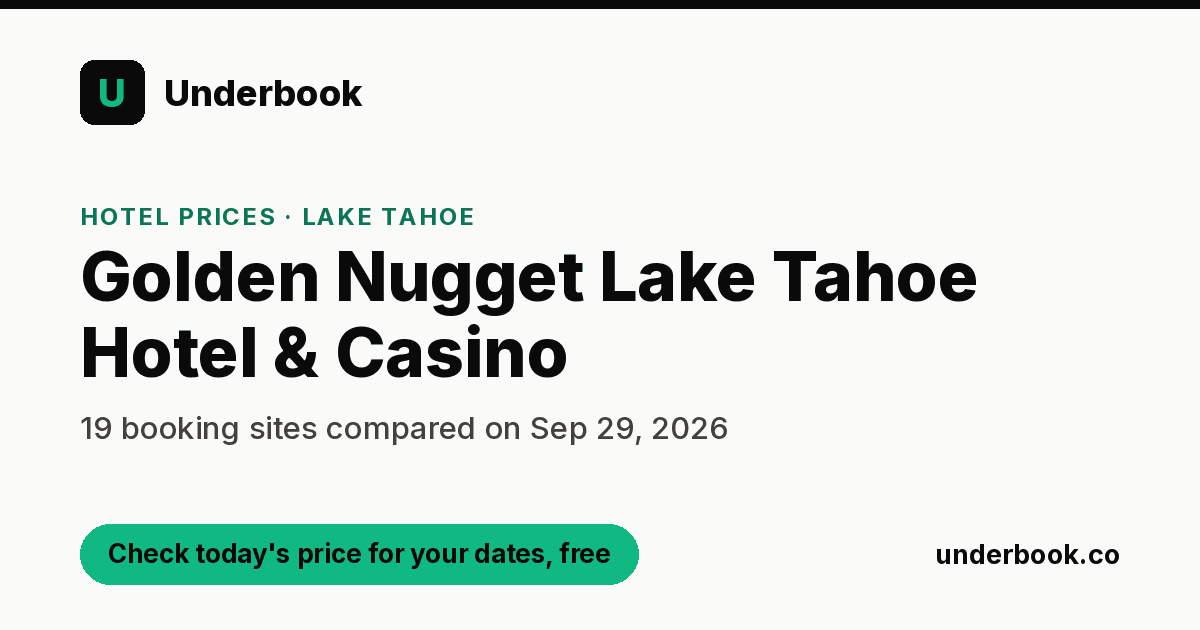 U
Underbook
HOTEL PRICES · LAKE TAHOE
Golden Nugget Lake Tahoe
Hotel & Casino
19 booking sites compared on Sep 29, 2026
Check today's price for your dates, free
underbook.co